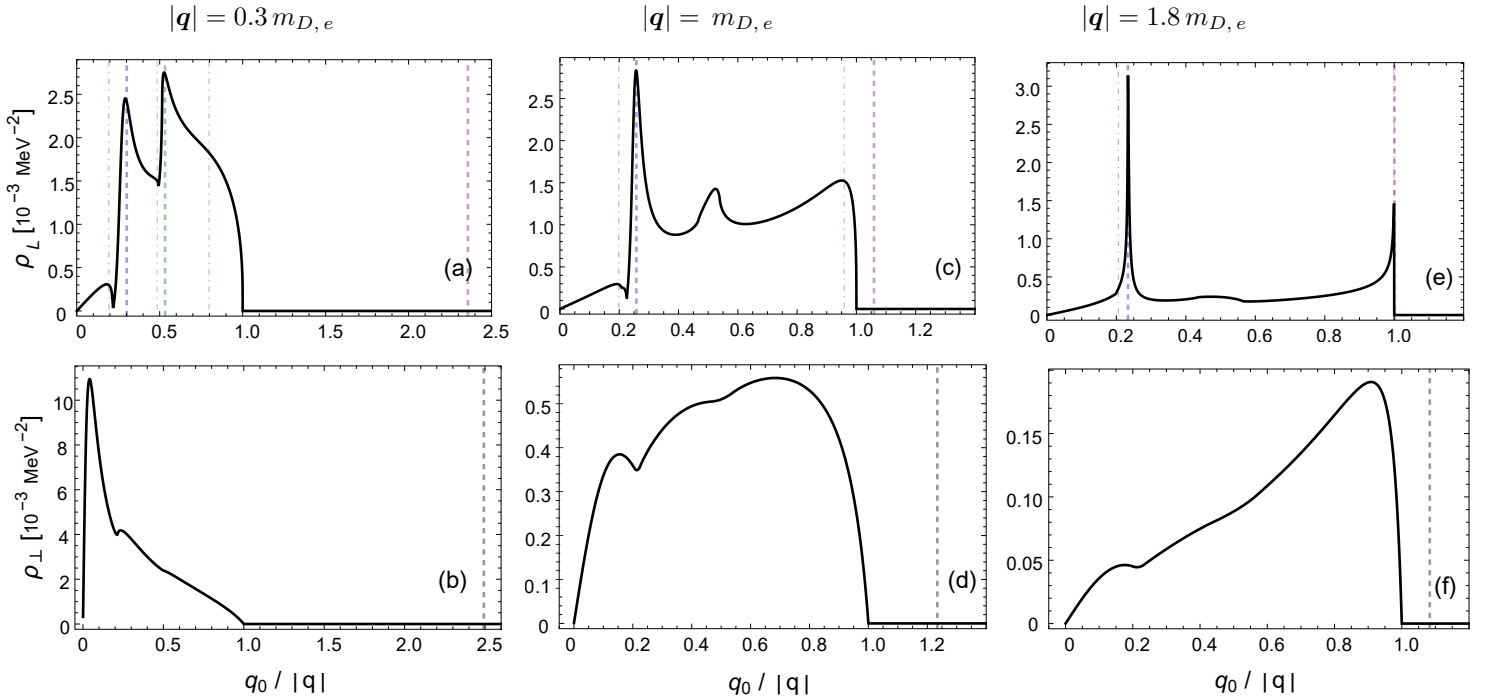 |q| = 0.3 m_{D, e}
|q| = m_{D, e}
|q| = 1.8 m_{D, e}
ρ_L [10^{-3} MeV^{-2}]
2.5
2.0
1.5
1.0
0.5
0
(a)
0 0.5 1.0 1.5 2.0 2.5
2.5
2.0
1.5
1.0
0.5
0
(c)
0 0.2 0.4 0.6 0.8 1.0 1.2
3.0
2.5
2.0
1.5
1.0
0.5
0
(e)
0 0.2 0.4 0.6 0.8 1.0
ρ_⊥ [10^{-3} MeV^{-2}]
10
8
6
4
2
0
(b)
0 0.5 1.0 1.5 2.0 2.5
q_0 / |q|
0.5
0.4
0.3
0.2
0.1
0
(d)
0 0.2 0.4 0.6 0.8 1.0 1.2
q_0 / |q|
0.15
0.10
0.05
0
(f)
0 0.2 0.4 0.6 0.8 1.0
q_0 / |q|